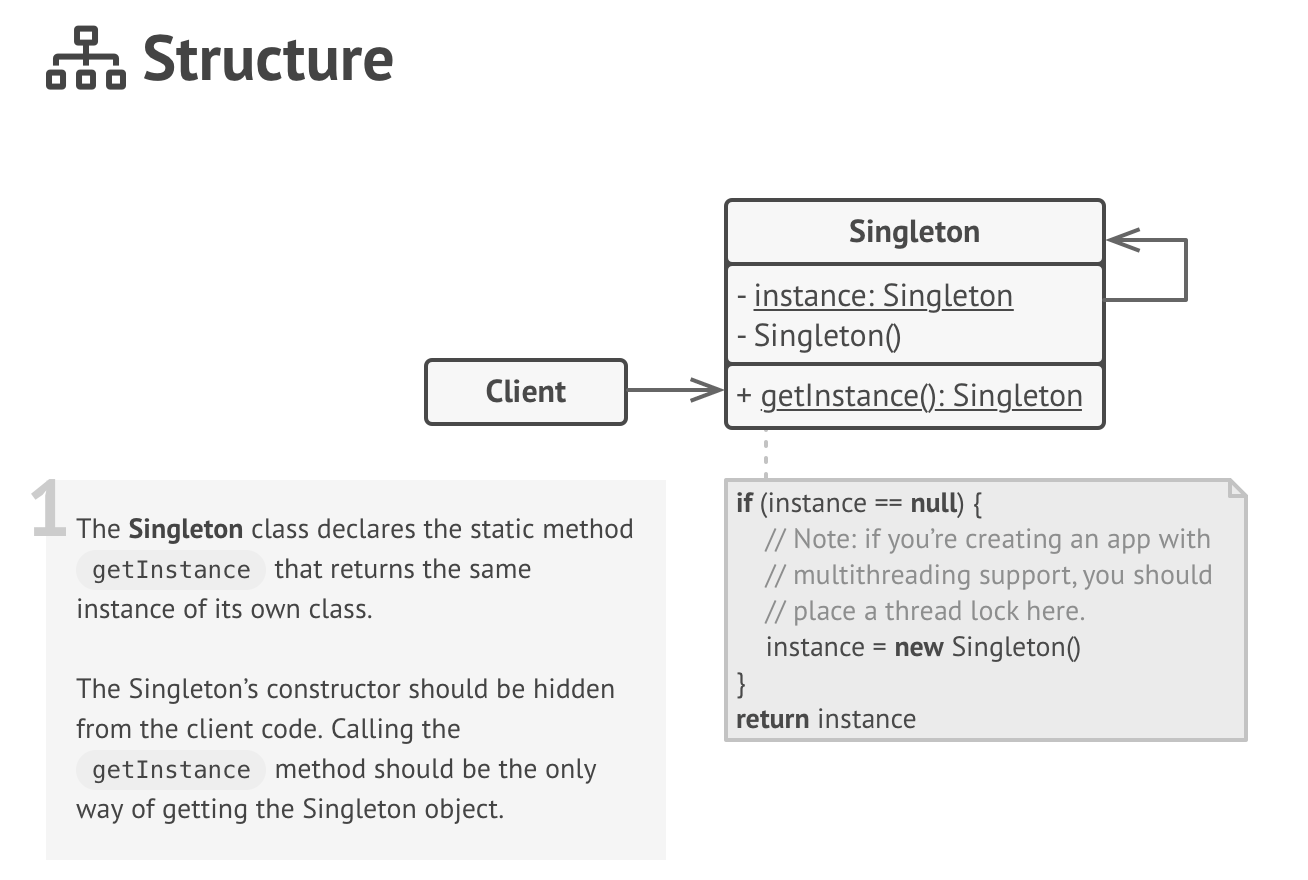 Structure
Singleton
- instance: Singleton
- Singleton()
Client
+ getInstance(): Singleton
1
The Singleton class declares the static method
getInstance that returns the same
instance of its own class.
The Singleton’s constructor should be hidden
from the client code. Calling the
getInstance method should be the only
way of getting the Singleton object.
if (instance == null) {
// Note: if you’re creating an app with
// multithreading support, you should
// place a thread lock here.
instance = new Singleton()
}
return instance